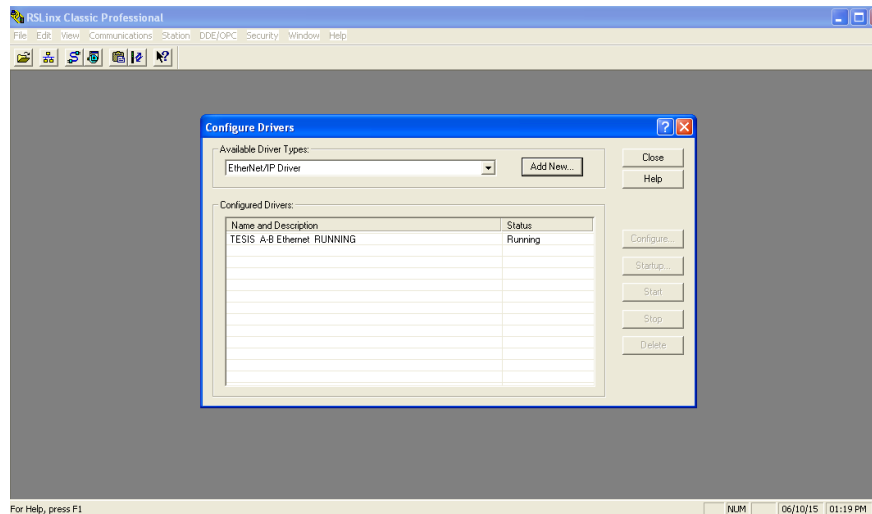 RSLinx Classic Professional
File Edit View Communications Station DDE/OPC Security Window Help
Configure Drivers
Available Driver Types:
EtherNet/IP Driver
Add New...
Close
Help
Configured Drivers:
Name and Description Status
TESIS A-B Ethernet RUNNING Running
Configure...
Startup...
Start
Stop
Delete
For Help, press F1 NUM 06/10/15 01:19 PM